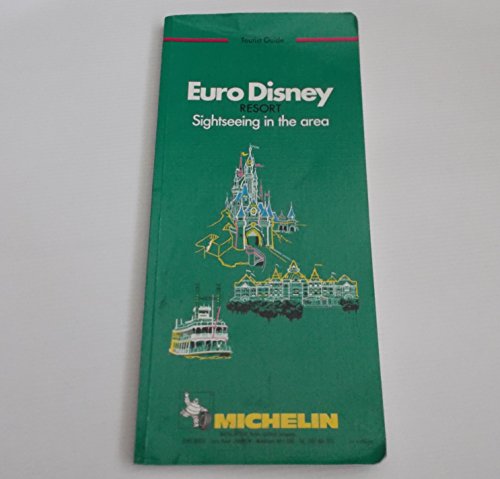 Tourist Guide
Euro Disney
RESORT
Sightseeing in the area
MICHELIN